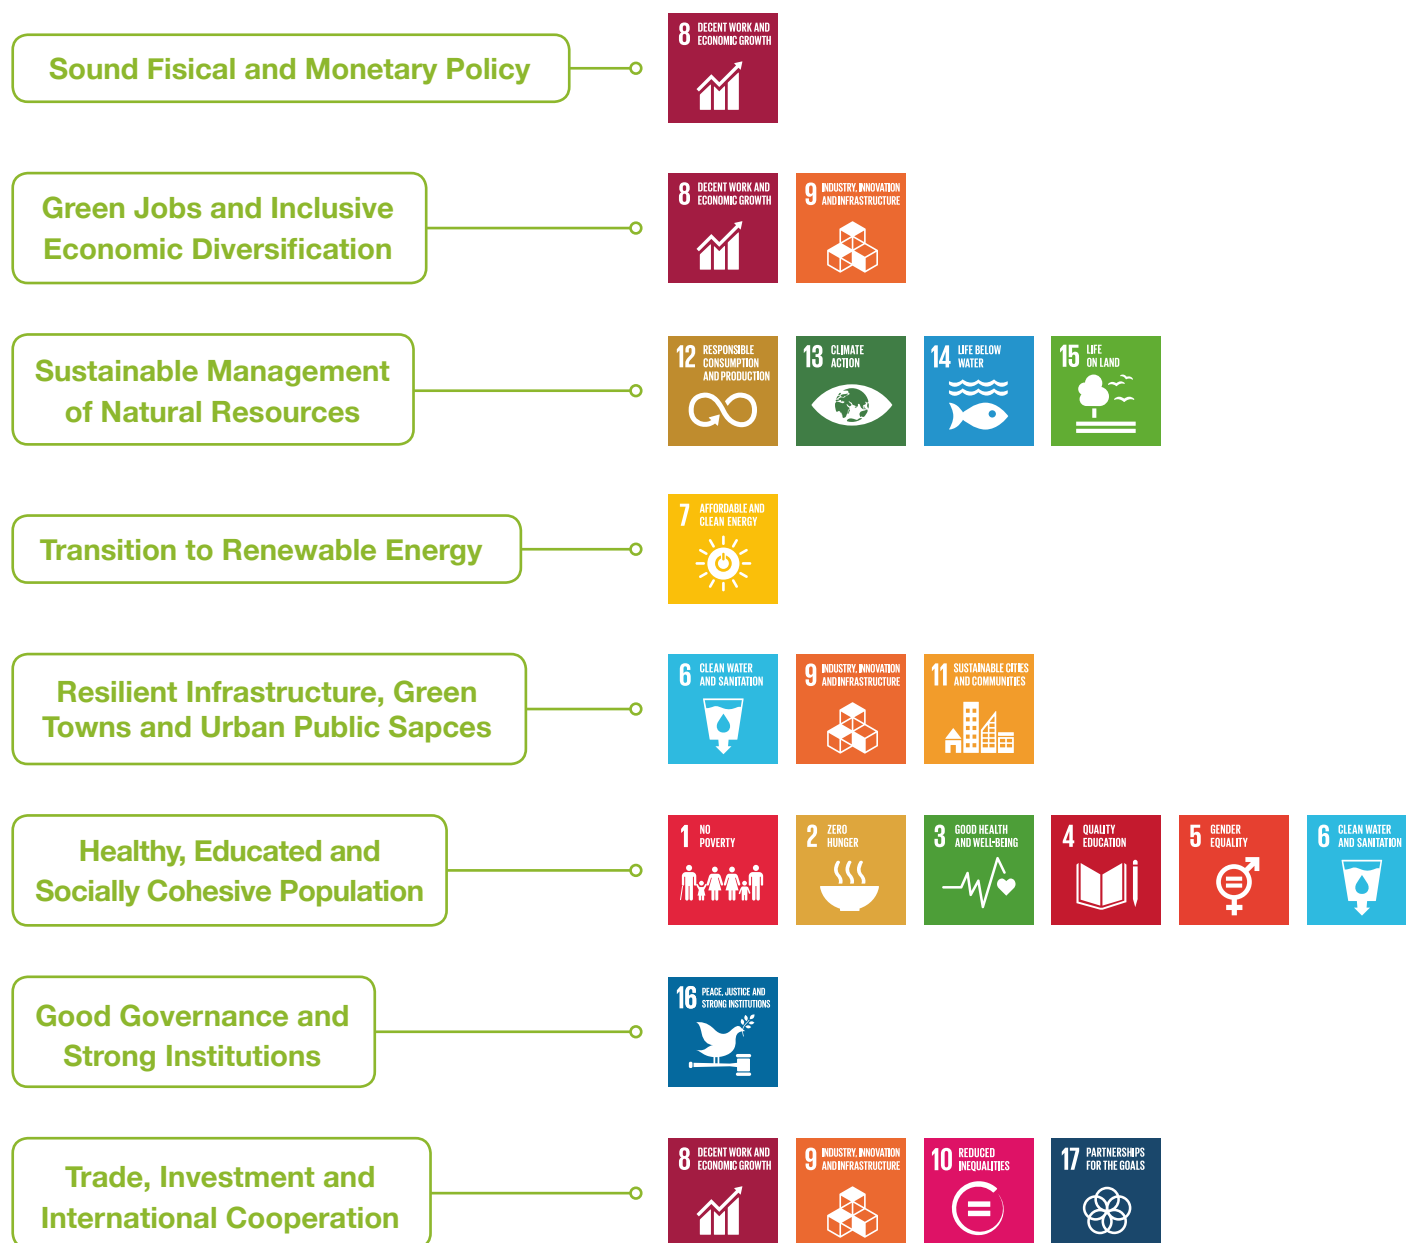 Sound Fisical and Monetary Policy
8 DECENT WORK AND
ECONOMIC GROWTH
Green Jobs and Inclusive
Economic Diversification
8 DECENT WORK AND
ECONOMIC GROWTH
9 INDUSTRY, INNOVATION
AND INFRASTRUCTURE
Sustainable Management
of Natural Resources
12 RESPONSIBLE
CONSUMPTION
AND PRODUCTION
13 CLIMATE
ACTION
14 LIFE BELOW
WATER
15 LIFE
ON LAND
Transition to Renewable Energy
7 AFFORDABLE AND
CLEAN ENERGY
Resilient Infrastructure, Green
Towns and Urban Public Sapces
6 CLEAN WATER
AND SANITATION
9 INDUSTRY, INNOVATION
AND INFRASTRUCTURE
11 SUSTAINABLE CITIES
AND COMMUNITIES
Healthy, Educated and
Socially Cohesive Population
1 NO
POVERTY
2 ZERO
HUNGER
3 GOOD HEALTH
AND WELL-BEING
4 QUALITY
EDUCATION
5 GENDER
EQUALITY
6 CLEAN WATER
AND SANITATION
Good Governance and
Strong Institutions
16 PEACE, JUSTICE AND
STRONG INSTITUTIONS
Trade, Investment and
International Cooperation
8 DECENT WORK AND
ECONOMIC GROWTH
9 INDUSTRY, INNOVATION
AND INFRASTRUCTURE
10 REDUCED
INEQUALITIES
17 PARTNERSHIPS
FOR THE GOALS